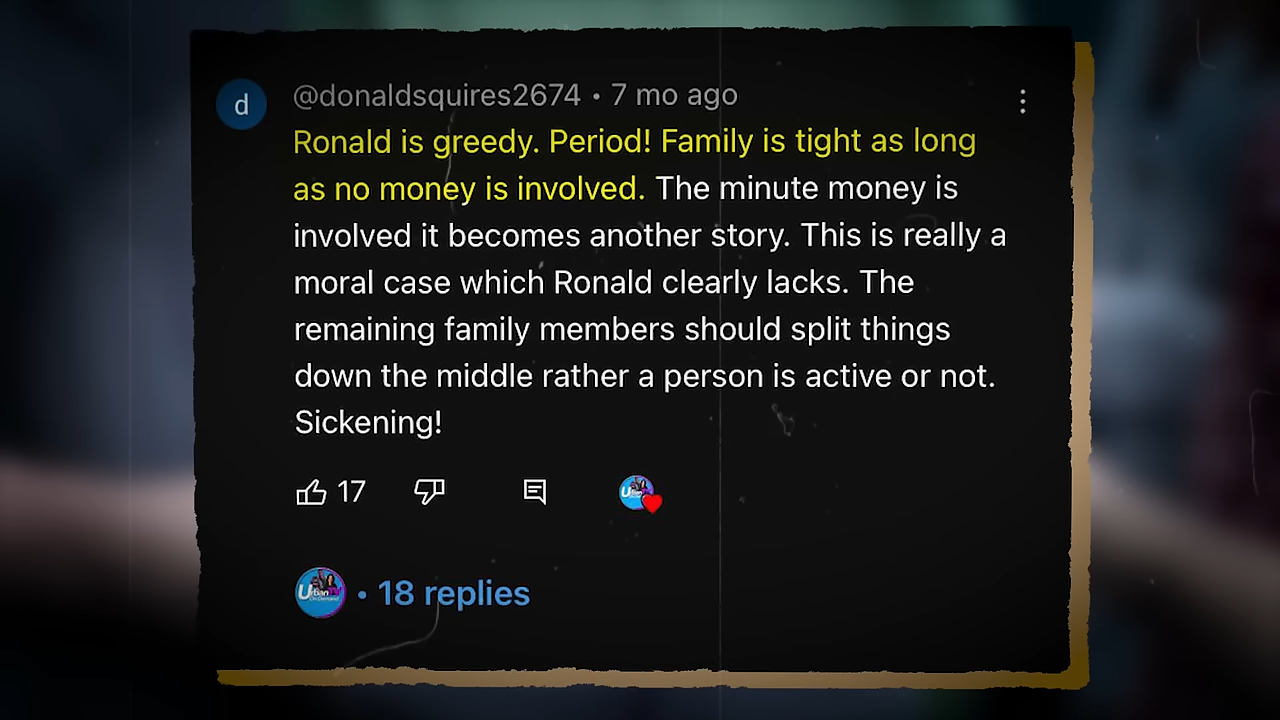 d
@donaldsquires2674 • 7 mo ago
Ronald is greedy. Period! Family is tight as long
as no money is involved. The minute money is
involved it becomes another story. This is really a
moral case which Ronald clearly lacks. The
remaining family members should split things
down the middle rather a person is active or not.
Sickening!
17
• 18 replies